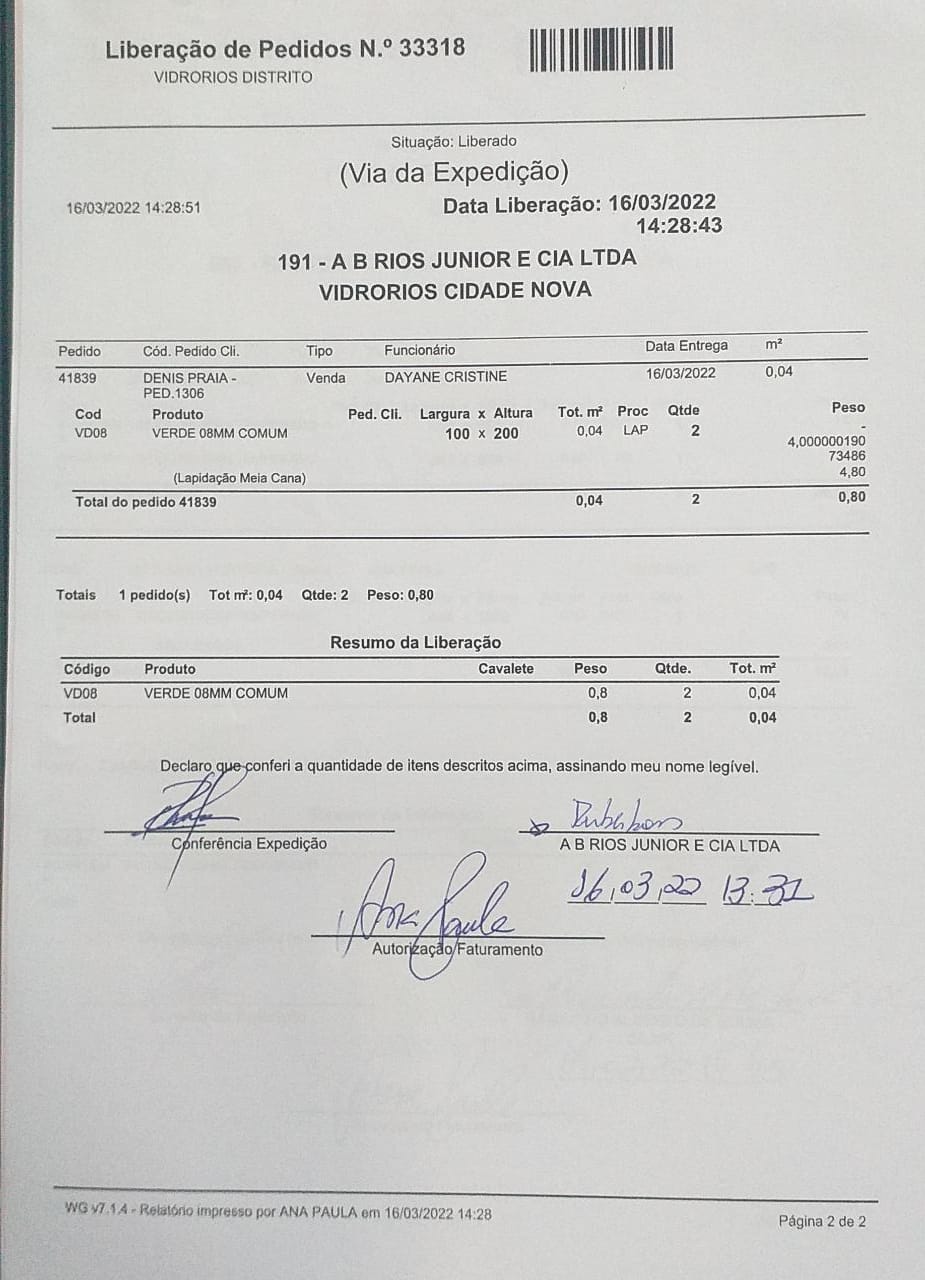 Liberação de Pedidos N.º 33318
VIDRORIOS DISTRITO
Situação: Liberado
(Via da Expedição)
16/03/2022 14:28:51
Data Liberação: 16/03/2022
14:28:43
191 - A B RIOS JUNIOR E CIA LTDA
VIDRORIOS CIDADE NOVA
Pedido Cód. Pedido Cli. Tipo Funcionário Data Entrega m²
41839 DENIS PRAIA - Venda DAYANE CRISTINE 16/03/2022 0,04
PED.1306
Cod Produto Ped. Cli. Largura x Altura Tot. m² Proc Qtde Peso
VD08 VERDE 08MM COMUM 100 x 200 0,04 LAP 2 -
4,000000190
73486
(Lapidação Meia Cana) 4,80
Total do pedido 41839 0,04 2 0,80
Totais 1 pedido(s) Tot m²: 0,04 Qtde: 2 Peso: 0,80
Resumo da Liberação
Código Produto Cavalete Peso Qtde. Tot. m²
VD08 VERDE 08MM COMUM 0,8 2 0,04
Total 0,8 2 0,04
Declaro que conferi a quantidade de itens descritos acima, assinando meu nome legível.
Conferência Expedição
A B RIOS JUNIOR E CIA LTDA
16,03,22 13:31
Ana Paula
Autorização/Faturamento
WG v7.1.4 - Relatório impresso por ANA PAULA em 16/03/2022 14:28
Página 2 de 2